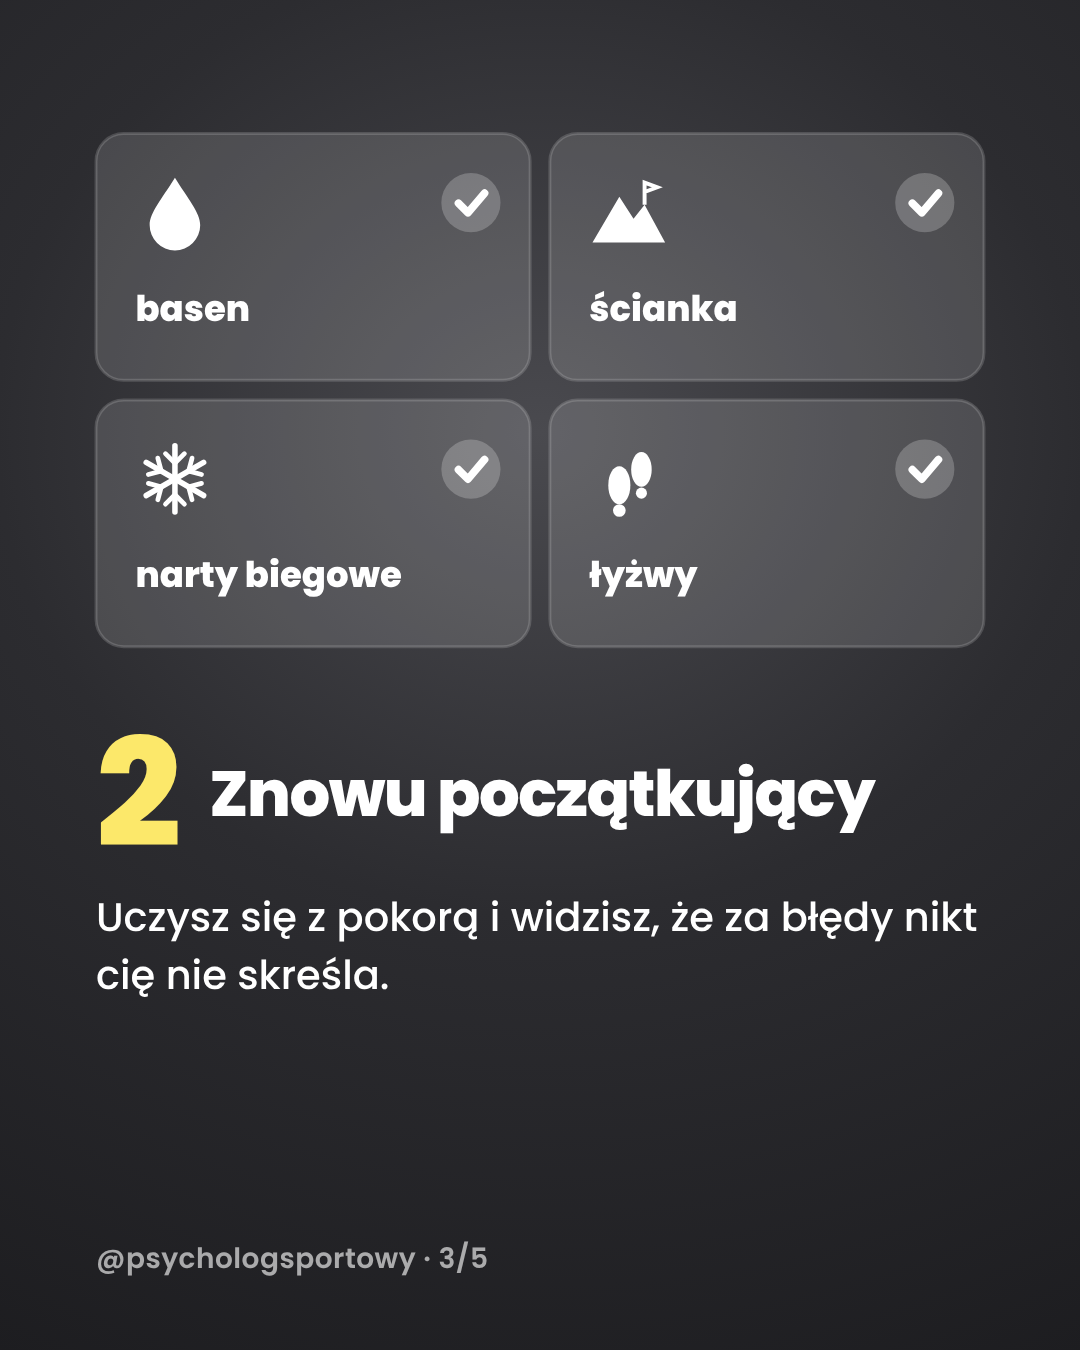 basen
ścianka
narty biegowe
łyżwy
2 Znowu początkujący
Uczysz się z pokorą i widzisz, że za błędy nikt
cię nie skreśla.
@psychologsportowy · 3/5